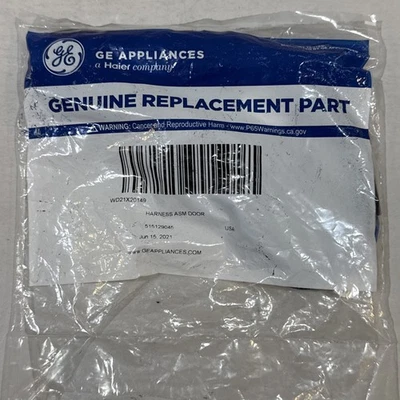 GE APPLIANCES
a Haier company
GENUINE REPLACEMENT PART
WARNING: Cancer and Reproductive Harm - www.P65Warnings.ca.gov
WD21X20149
HARNESS ASM DOOR
USA
Jun 15, 2021
www.GEAPPLIANCES.COM